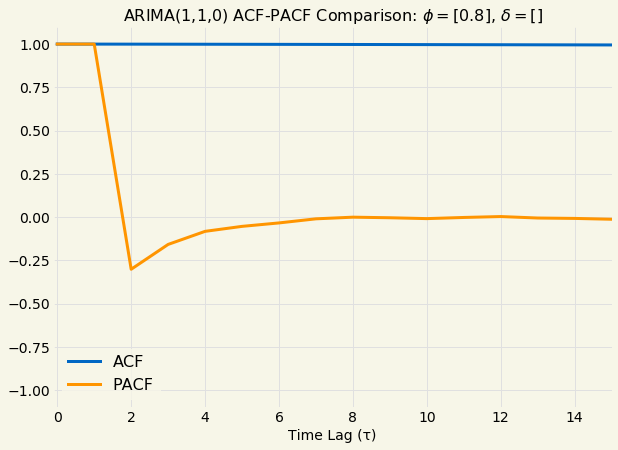 ARIMA(1,1,0) ACF-PACF Comparison: ϕ = [0.8], δ = []
1.00
0.75
0.50
0.25
0.00
−0.25
−0.50
−0.75
−1.00
ACF
PACF
0 2 4 6 8 10 12 14
Time Lag (τ)